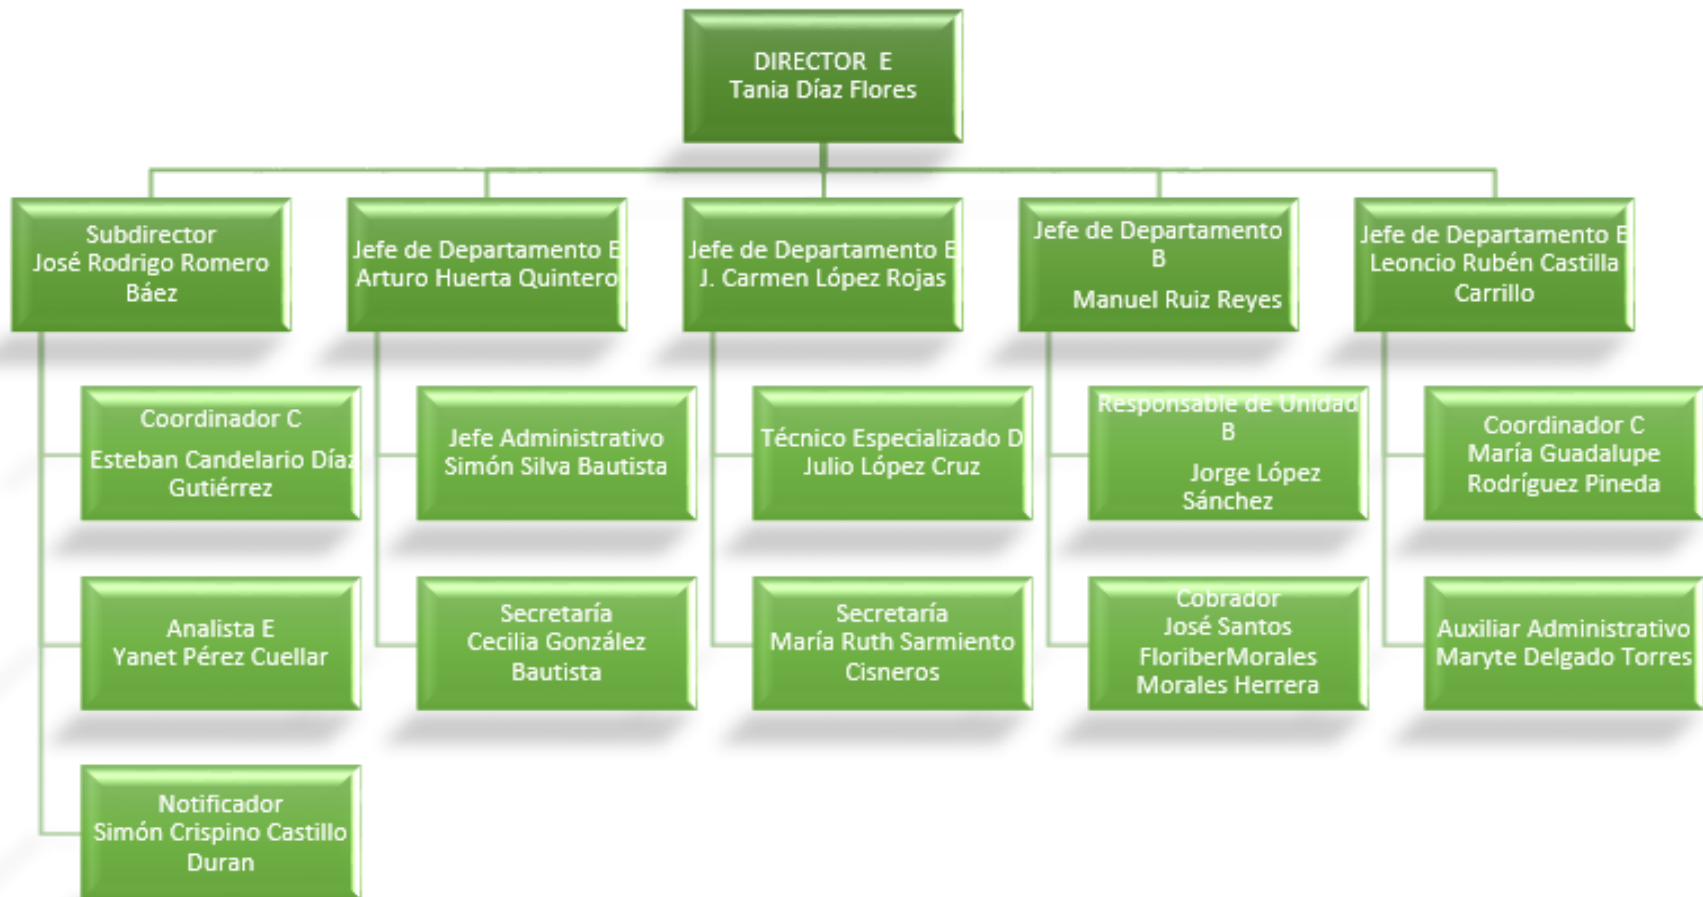 DIRECTOR E
Tania Díaz Flores
Subdirector
José Rodrigo Romero
Báez
Jefe de Departamento E
Arturo Huerta Quintero
Jefe de Departamento E
J. Carmen López Rojas
Jefe de Departamento
B
Manuel Ruiz Reyes
Jefe de Departamento E
Leoncio Rubén Castilla
Carrillo
Coordinador C
Esteban Candelario Díaz
Gutiérrez
Jefe Administrativo
Simón Silva Bautista
Técnico Especializado D
Julio López Cruz
Responsable de Unidad
B
Jorge López
Sánchez
Coordinador C
María Guadalupe
Rodríguez Pineda
Analista E
Yanet Pérez Cuellar
Secretaría
Cecilia González
Bautista
Secretaría
María Ruth Sarmiento
Cisneros
Cobrador
José Santos
FloriberMorales
Morales Herrera
Auxiliar Administrativo
Maryte Delgado Torres
Notificador
Simón Crispino Castillo
Duran